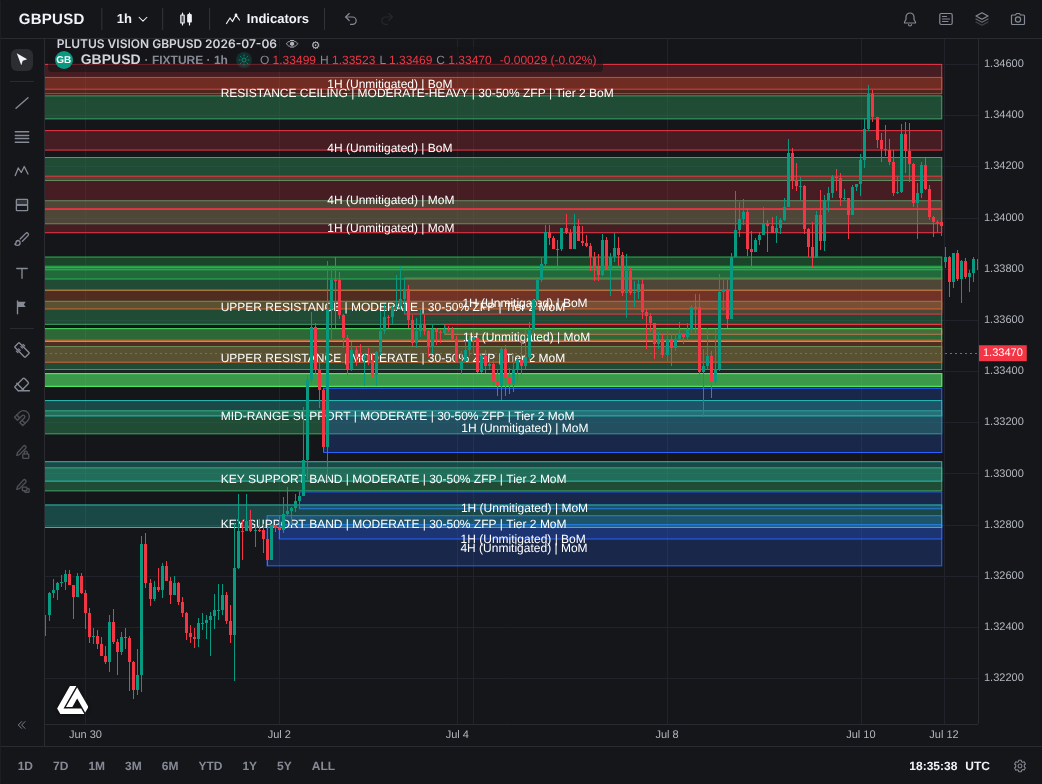 GBPUSD 1h Indicators
PLUTUS VISION GBPUSD 2026-07-06
GB GBPUSD · FIXTURE · 1h O 1.33499 H 1.33523 L 1.33469 C 1.33470 -0.00029 (-0.02%)
1H (Unmitigated) | BoM
RESISTANCE CEILING | MODERATE-HEAVY | 30-50% ZFP | Tier 2 BoM
4H (Unmitigated) | BoM
4H (Unmitigated) | MoM
1H (Unmitigated) | MoM
1H (Unmitigated) | BoM
UPPER RESISTANCE | MODERATE | 30-50% ZFP | Tier 2 MoM
1H (Unmitigated) | MoM
UPPER RESISTANCE | MODERATE | 30-50% ZFP | Tier 2 MoM
MID-RANGE SUPPORT | MODERATE | 30-50% ZFP | Tier 2 MoM
1H (Unmitigated) | MoM
KEY SUPPORT BAND | MODERATE | 30-50% ZFP | Tier 2 MoM
1H (Unmitigated) | MoM
KEY SUPPORT BAND | MODERATE | 30-50% ZFP | Tier 2 MoM
1H (Unmitigated) | BoM
4H (Unmitigated) | MoM
1.34600
1.34400
1.34200
1.34000
1.33800
1.33600
1.33470
1.33400
1.33200
1.33000
1.32800
1.32600
1.32400
1.32200
Jun 30 Jul 2 Jul 4 Jul 8 Jul 10 Jul 12
1D 7D 1M 3M 6M YTD 1Y 5Y ALL 18:35:38 UTC